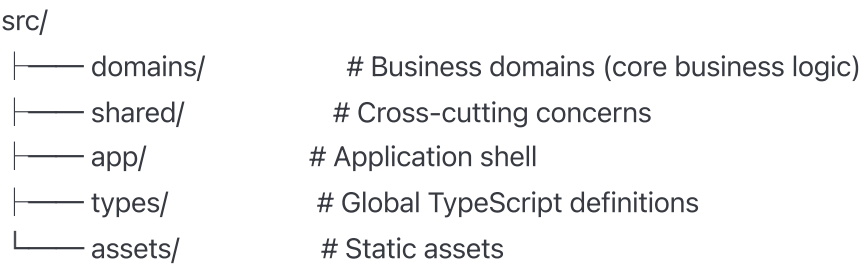 src/
├── domains/ # Business domains (core business logic)
├── shared/ # Cross-cutting concerns
├── app/ # Application shell
├── types/ # Global TypeScript definitions
└── assets/ # Static assets